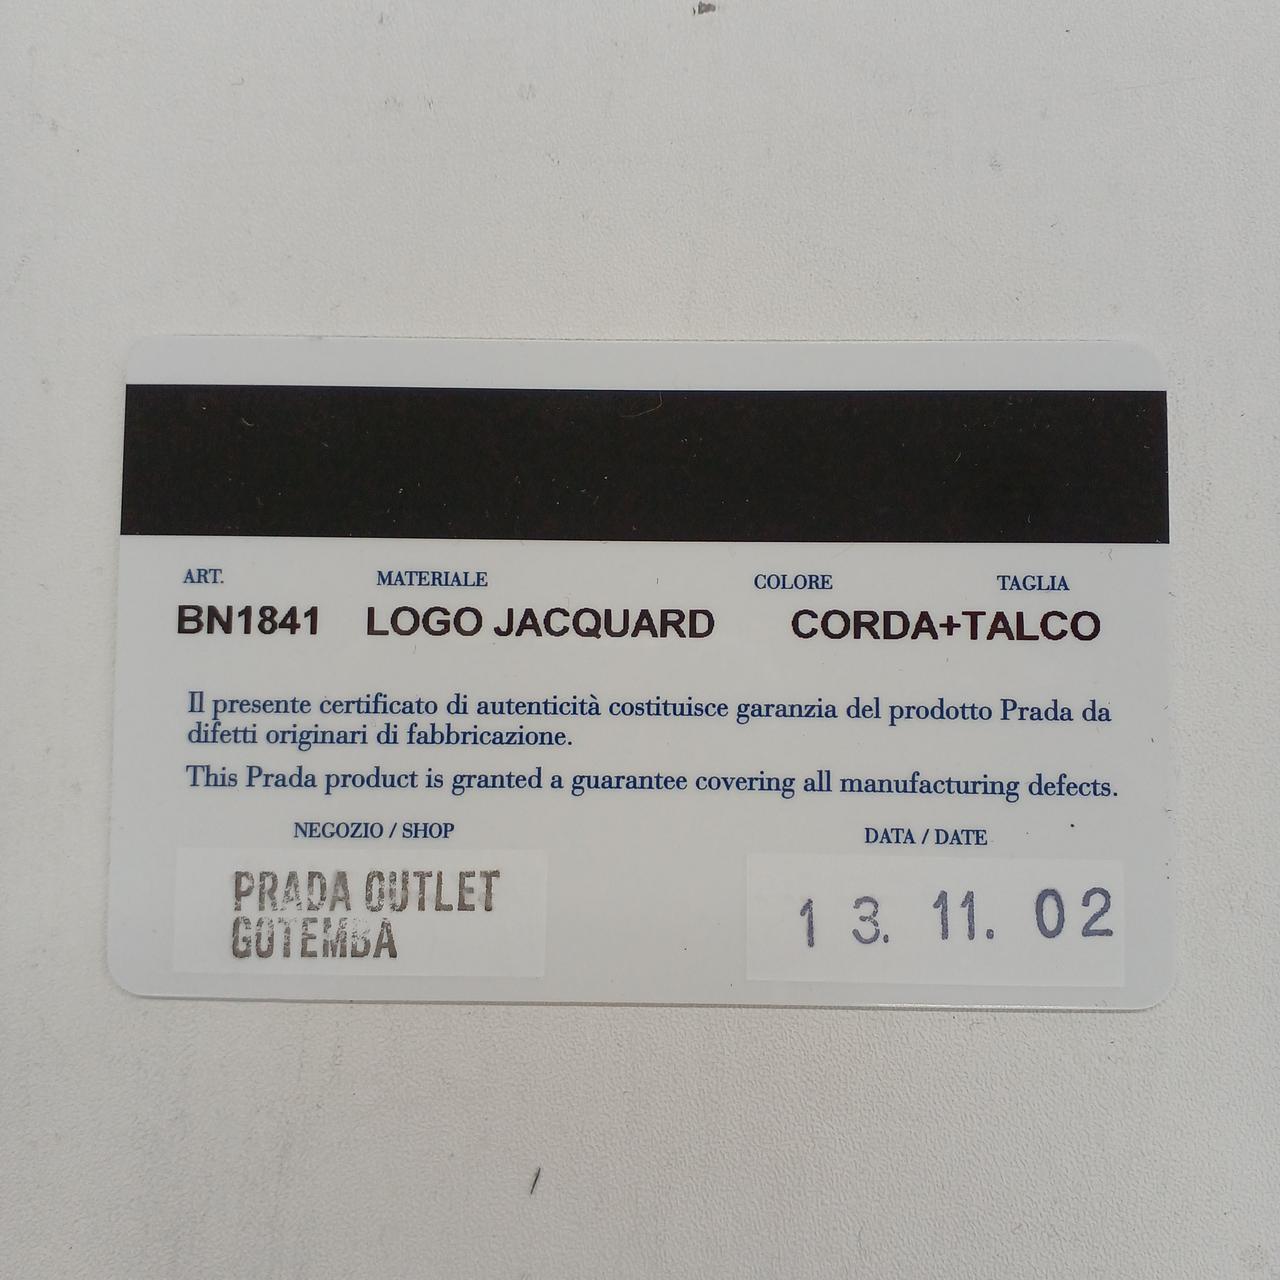 ART. MATERIALE COLORE TAGLIA
BN1841 LOGO JACQUARD CORDA+TALCO
Il presente certificato di autenticità costituisce garanzia del prodotto Prada da
difetti originari di fabbricazione.
This Prada product is granted a guarantee covering all manufacturing defects.
NEGOZIO / SHOP DATA / DATE
PRADA OUTLET
GOTEMBA
13. 11. 02